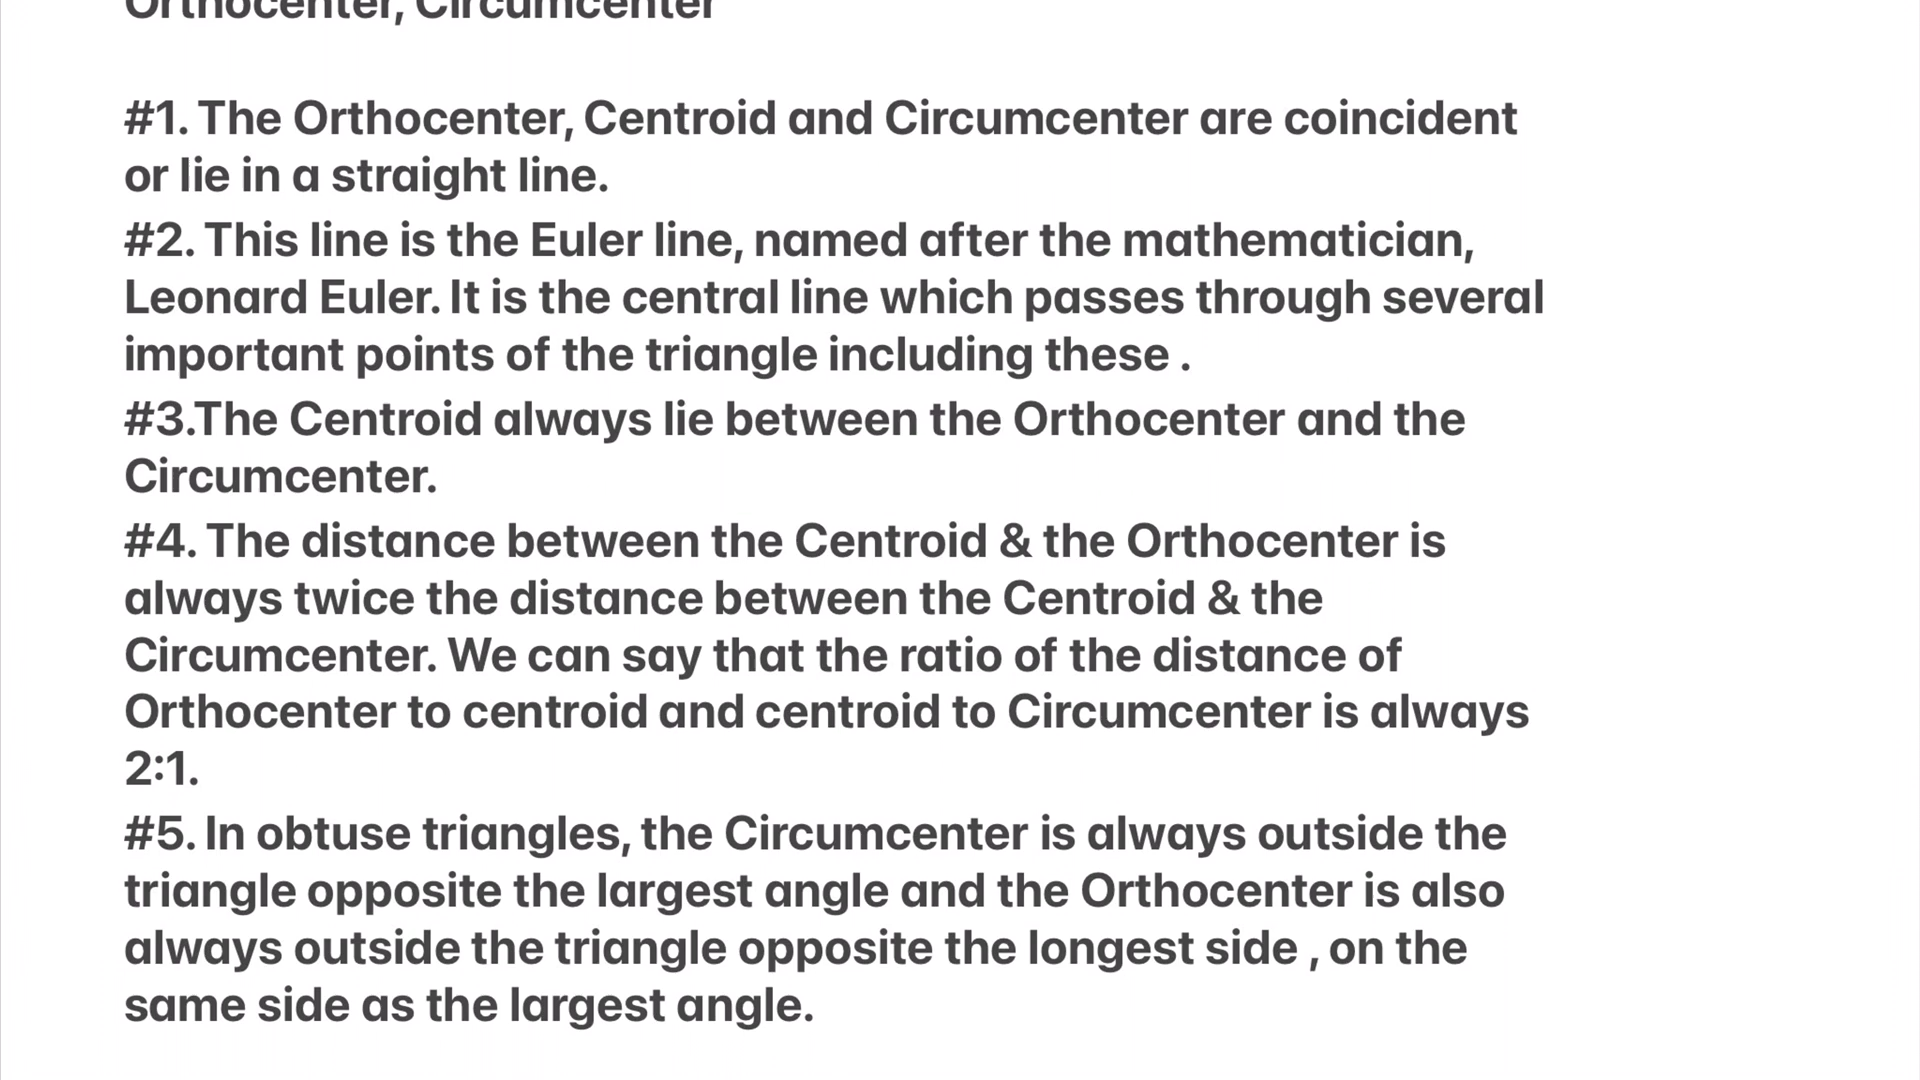 Orthocenter, Circumcenter
#1. The Orthocenter, Centroid and Circumcenter are coincident
or lie in a straight line.
#2. This line is the Euler line, named after the mathematician,
Leonard Euler. It is the central line which passes through several
important points of the triangle including these .
#3.The Centroid always lie between the Orthocenter and the
Circumcenter.
#4. The distance between the Centroid & the Orthocenter is
always twice the distance between the Centroid & the
Circumcenter. We can say that the ratio of the distance of
Orthocenter to centroid and centroid to Circumcenter is always
2:1.
#5. In obtuse triangles, the Circumcenter is always outside the
triangle opposite the largest angle and the Orthocenter is also
always outside the triangle opposite the longest side , on the
same side as the largest angle.